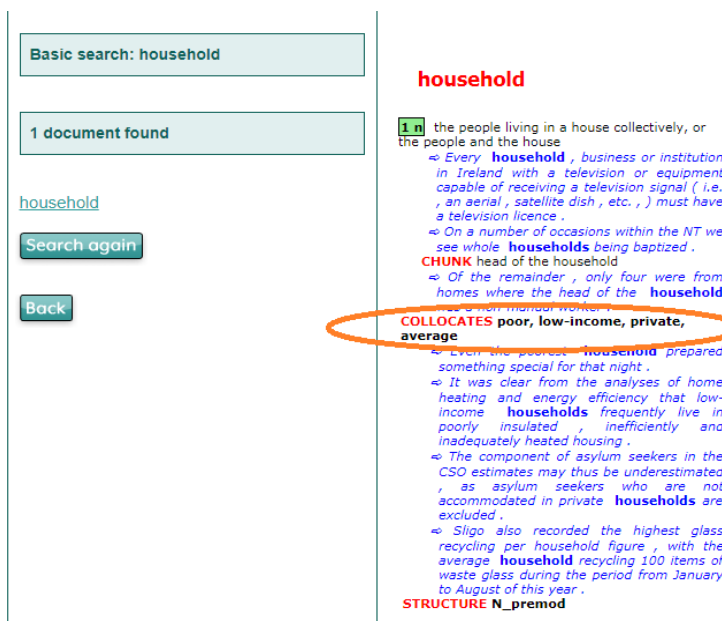 Basic search: household
1 document found
household
Search again
Back
household
1 n the people living in a house collectively, or
the people and the house
⇨ Every household , business or institution
in Ireland with a television or equipment
capable of receiving a television signal ( i.e.
, an aerial , satellite dish , etc. , ) must have
a television licence .
⇨ On a number of occasions within the NT we
see whole households being baptized .
CHUNK head of the household
⇨ Of the remainder , only four were from
homes where the head of the household
was a non manual worker .
COLLOCATES poor, low-income, private,
average
⇨ Even the poorest household prepared
something special for that night .
⇨ It was clear from the analyses of home
heating and energy efficiency that low-
income households frequently live in
poorly insulated , inefficiently and
inadequately heated housing .
⇨ The component of asylum seekers in the
CSO estimates may thus be underestimated
, as asylum seekers who are not
accommodated in private households are
excluded .
⇨ Sligo also recorded the highest glass
recycling per household figure , with the
average household recycling 100 items of
waste glass during the period from January
to August of this year .
STRUCTURE N_premod